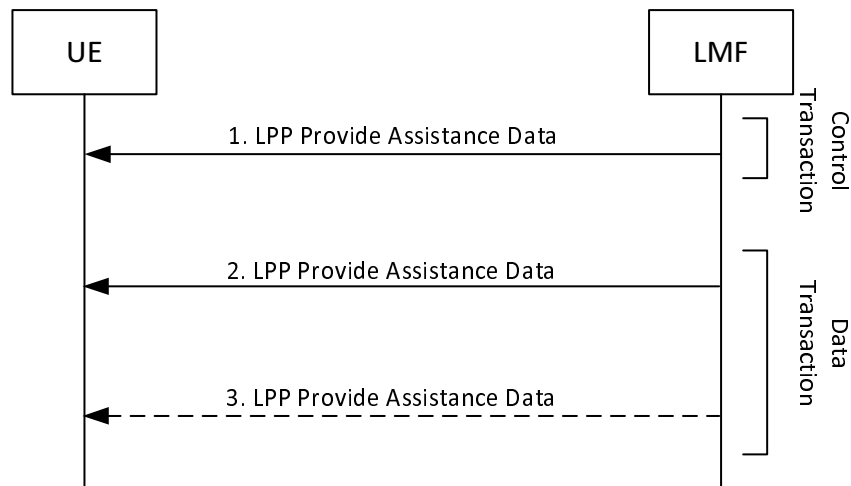 UE
LMF
1. LPP Provide Assistance Data
Control
Transaction
2. LPP Provide Assistance Data
Data
Transaction
3. LPP Provide Assistance Data